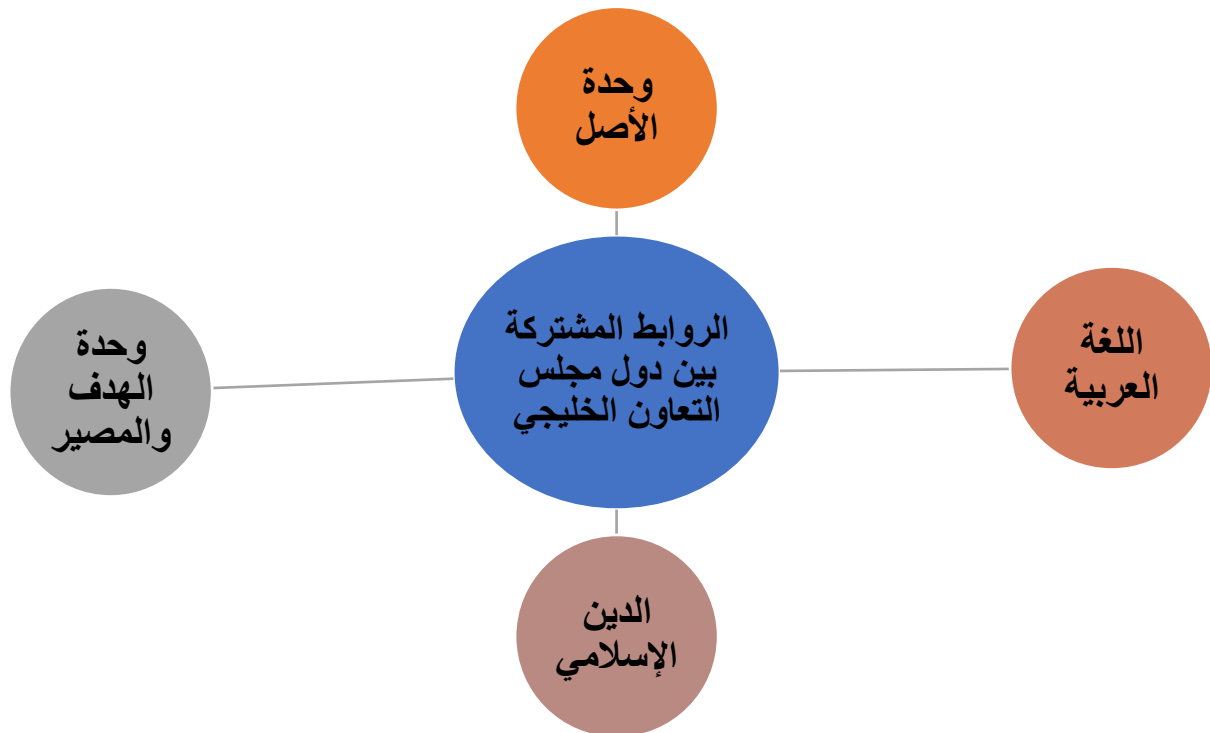 وحدة
الأصل
الروابط المشتركة
بين دول مجلس
التعاون الخليجي
اللغة
العربية
الدين
الإسلامي
وحدة
الهدف
والمصير